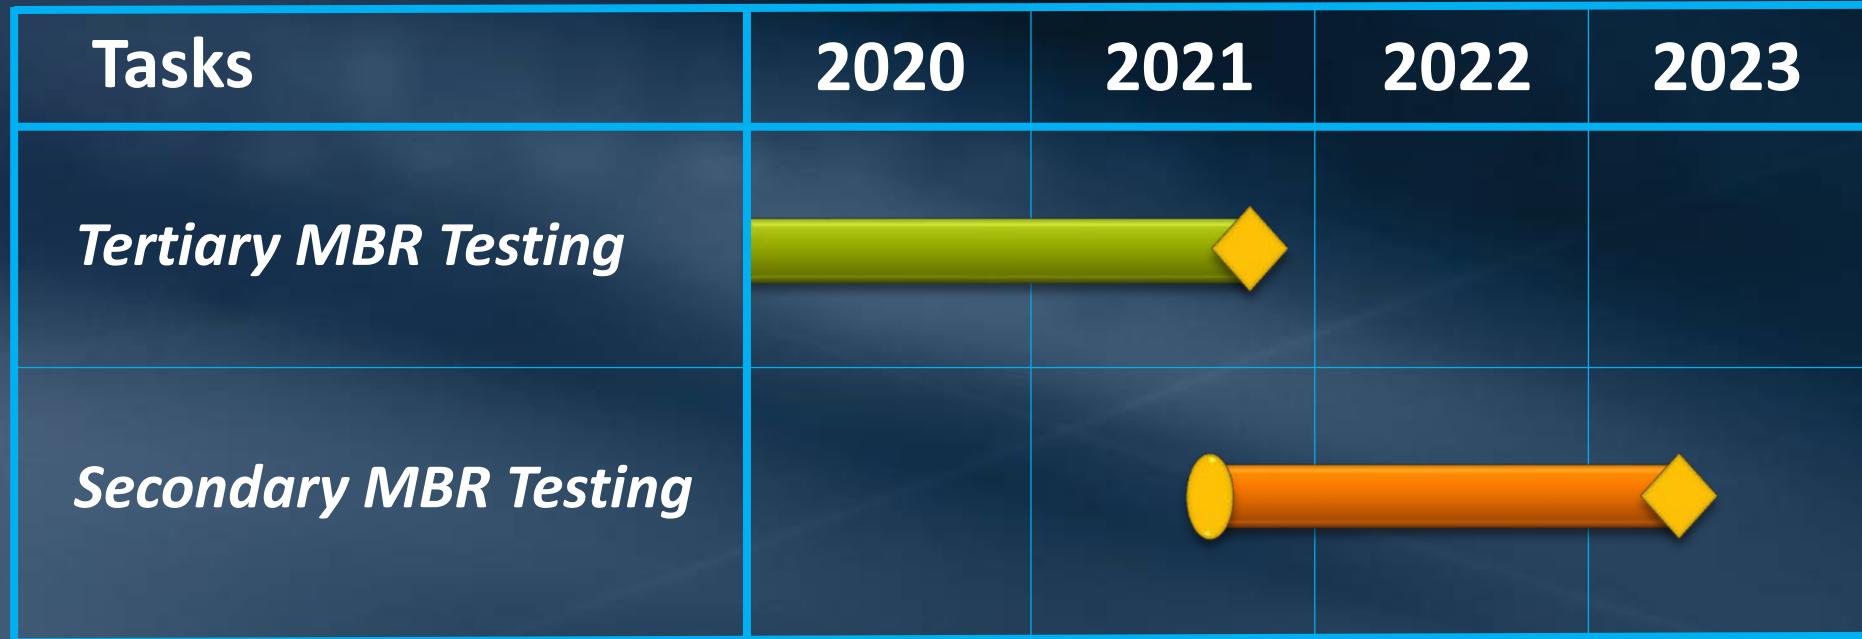 Tasks 2020 2021 2022 2023
Tertiary MBR Testing
Secondary MBR Testing